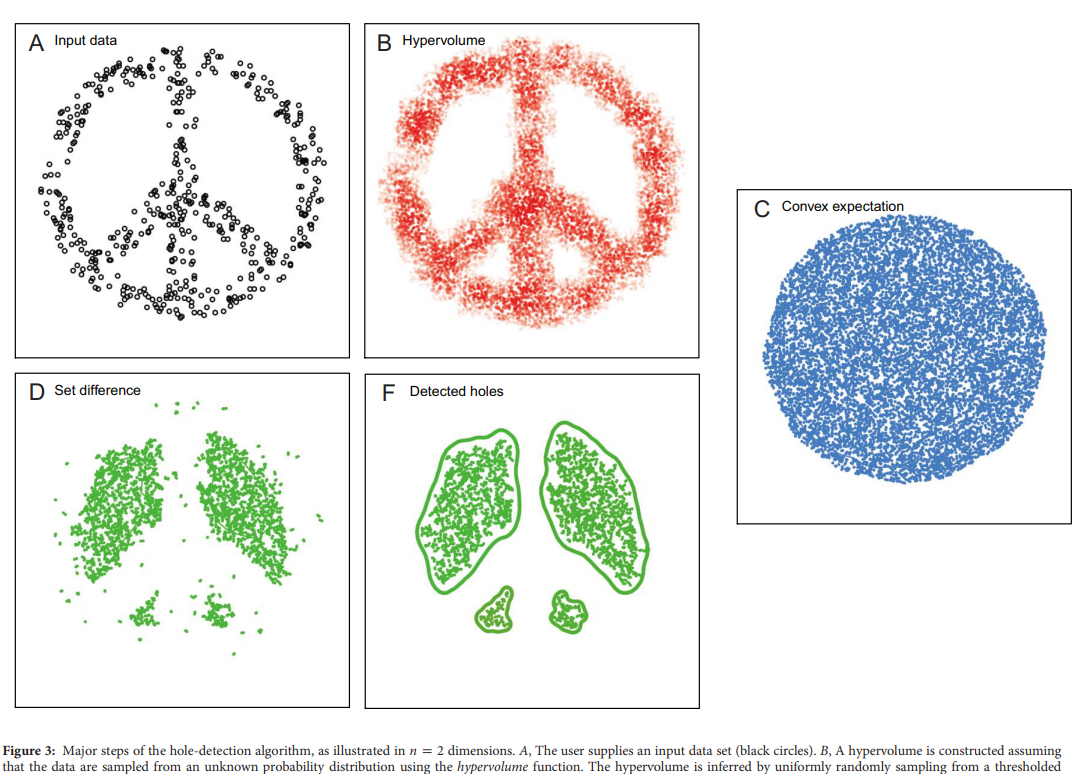 A Input data
B Hypervolume
C Convex expectation
D Set difference
F Detected holes
Figure 3: Major steps of the hole-detection algorithm, as illustrated in n = 2 dimensions. A, The user supplies an input data set (black circles). B, A hypervolume is constructed assuming
that the data are sampled from an unknown probability distribution using the hypervolume function. The hypervolume is inferred by uniformly randomly sampling from a thresholded